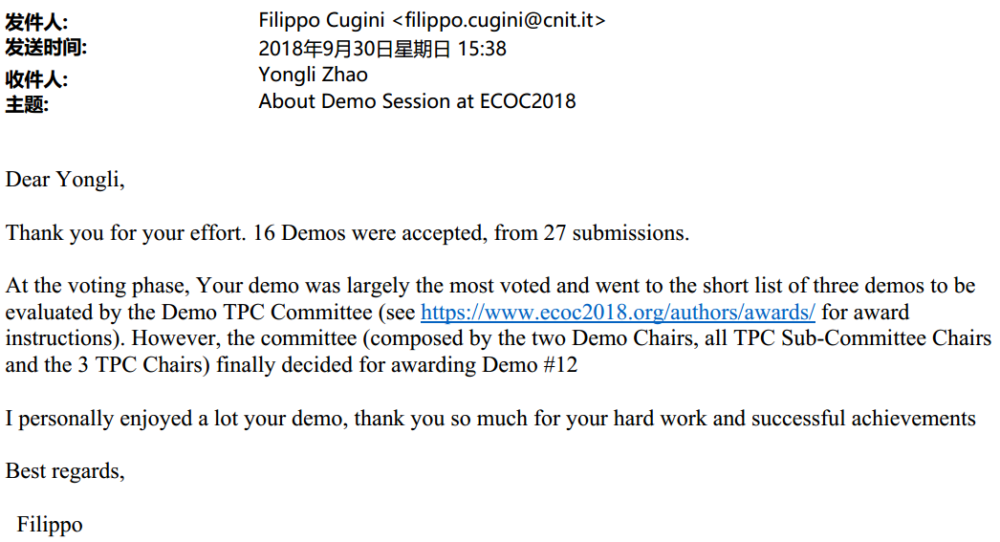 发件人: Filippo Cugini <filippo.cugini@cnit.it>
发送时间: 2018年9月30日星期日 15:38
收件人: Yongli Zhao
主题: About Demo Session at ECOC2018
Dear Yongli,
Thank you for your effort. 16 Demos were accepted, from 27 submissions.
At the voting phase, Your demo was largely the most voted and went to the short list of three demos to be
evaluated by the Demo TPC Committee (see https://www.ecoc2018.org/authors/awards/ for award
instructions). However, the committee (composed by the two Demo Chairs, all TPC Sub-Committee Chairs
and the 3 TPC Chairs) finally decided for awarding Demo #12
I personally enjoyed a lot your demo, thank you so much for your hard work and successful achievements
Best regards,
Filippo